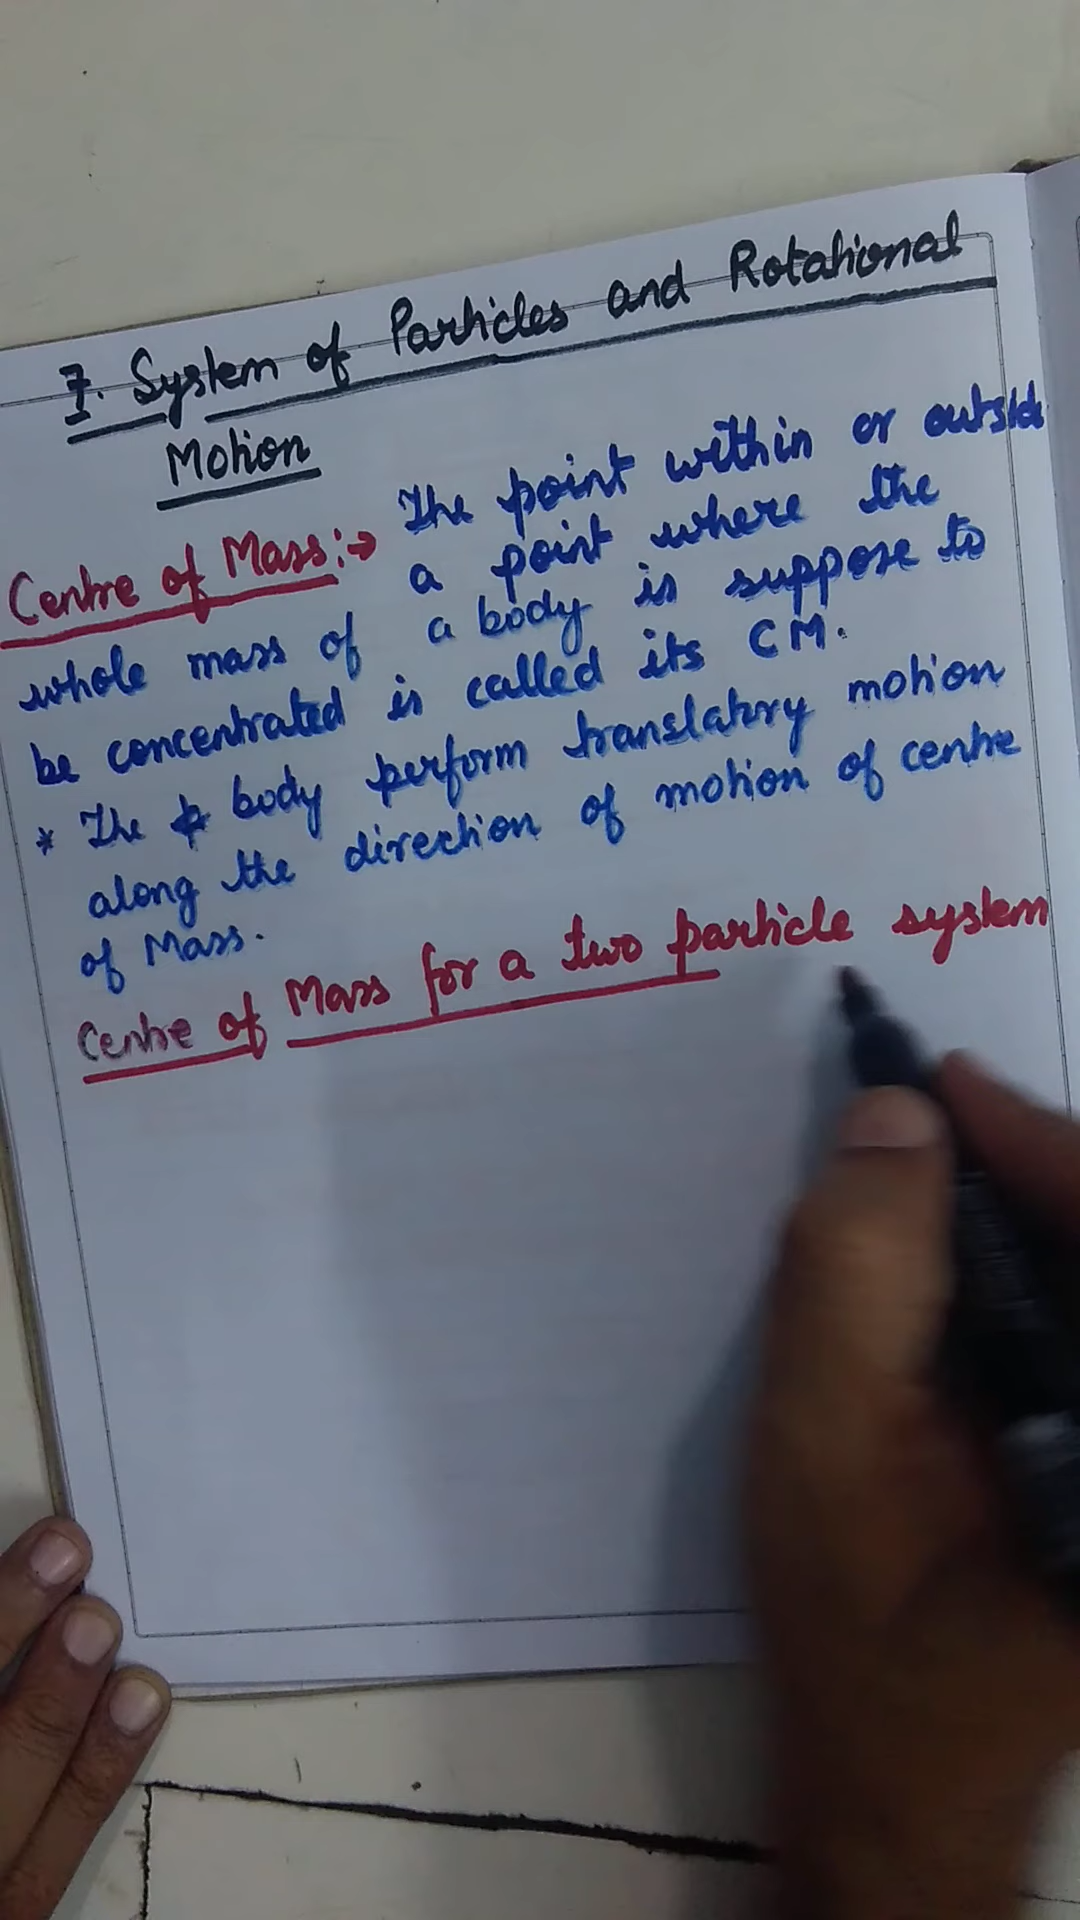 7. System of Particles and Rotational
Motion
Centre of Mass:→ The point within or outside
a point where the
whole mass of a body is suppose to
be concentrated is called its CM.
* The body perform translatory motion
along the direction of motion of centre
of Mass.
Centre of Mass for a two particle system